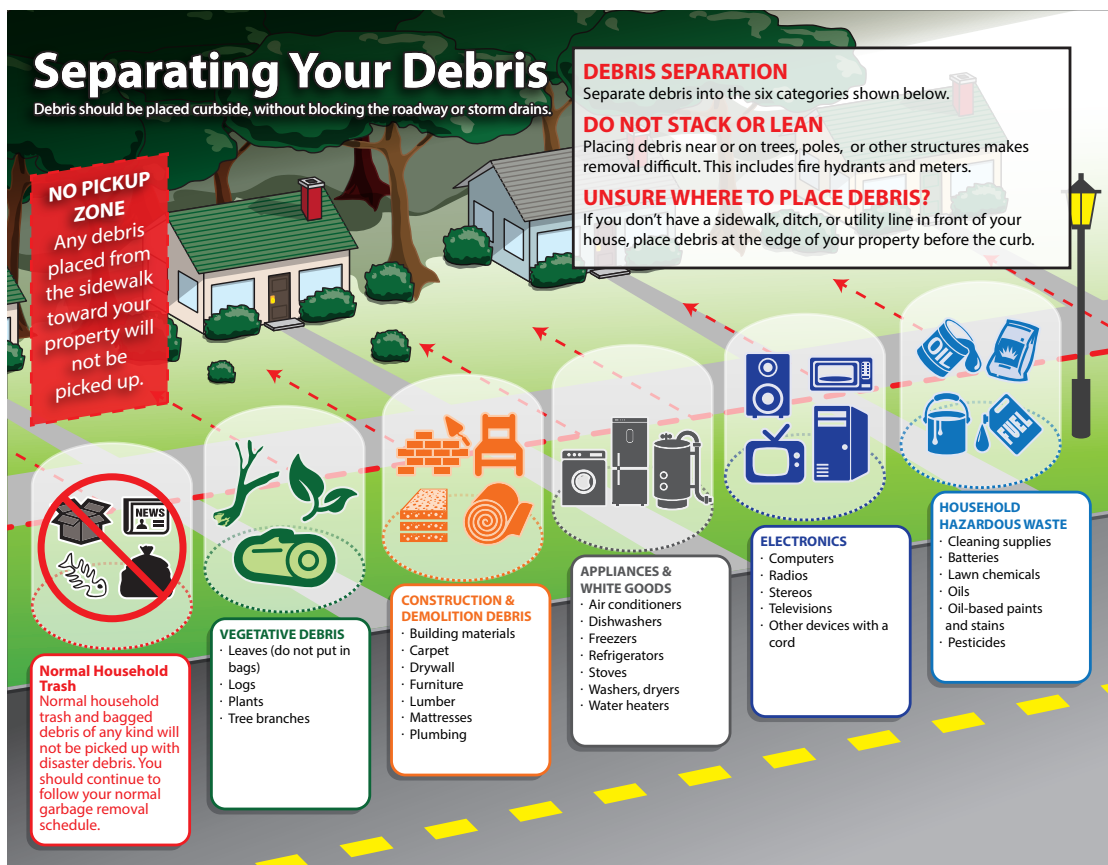 Separating Your Debris
Debris should be placed curbside, without blocking the roadway or storm drains.
DEBRIS SEPARATION
Separate debris into the six categories shown below.
DO NOT STACK OR LEAN
Placing debris near or on trees, poles, or other structures makes
removal difficult. This includes fire hydrants and meters.
UNSURE WHERE TO PLACE DEBRIS?
If you don't have a sidewalk, ditch, or utility line in front of your
house, place debris at the edge of your property before the curb.
NO PICKUP
ZONE
Any debris
placed from
the sidewalk
toward your
property will
not be
picked up.
NEWS
OIL
FUEL
Normal Household
Trash
Normal household
trash and bagged
debris of any kind will
not be picked up with
disaster debris. You
should continue to
follow your normal
garbage removal
schedule.
VEGETATIVE DEBRIS
· Leaves (do not put in
bags)
· Logs
· Plants
· Tree branches
CONSTRUCTION &
DEMOLITION DEBRIS
· Building materials
· Carpet
· Drywall
· Furniture
· Lumber
· Mattresses
· Plumbing
APPLIANCES &
WHITE GOODS
· Air conditioners
· Dishwashers
· Freezers
· Refrigerators
· Stoves
· Washers, dryers
· Water heaters
ELECTRONICS
· Computers
· Radios
· Stereos
· Televisions
· Other devices with a
cord
HOUSEHOLD
HAZARDOUS WASTE
· Cleaning supplies
· Batteries
· Lawn chemicals
· Oils
· Oil-based paints
and stains
· Pesticides